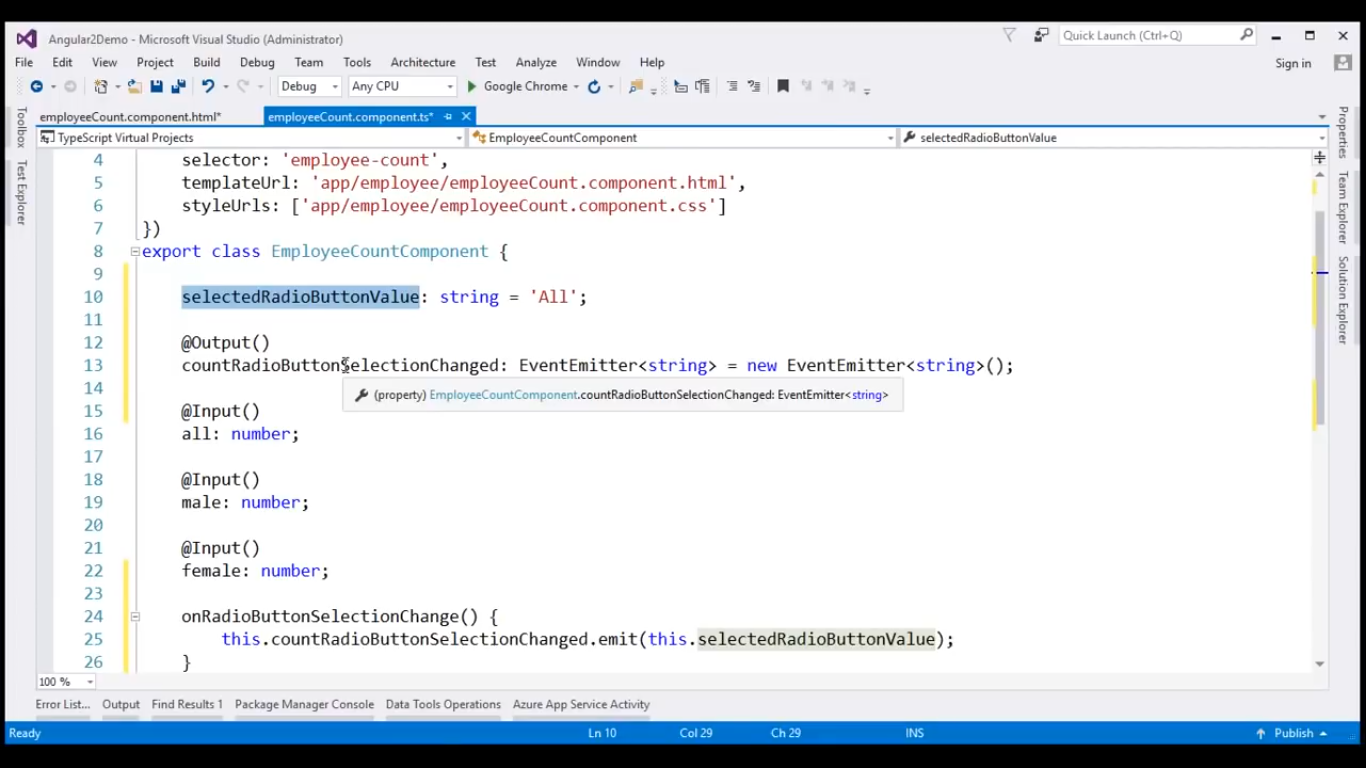 Angular2Demo - Microsoft Visual Studio (Administrator)
Quick Launch (Ctrl+Q)
File Edit View Project Build Debug Team Tools Architecture Test Analyze Window Help
Sign in
Debug Any CPU Google Chrome
employeeCount.component.html* employeeCount.component.ts*
TypeScript Virtual Projects EmployeeCountComponent selectedRadioButtonValue
Toolbox
Test Explorer
Properties
Team Explorer
Solution Explorer
4 selector: 'employee-count',
5 templateUrl: 'app/employee/employeeCount.component.html',
6 styleUrls: ['app/employee/employeeCount.component.css']
7 })
8 export class EmployeeCountComponent {
9
10 selectedRadioButtonValue: string = 'All';
11
12 @Output()
13 countRadioButtonSelectionChanged: EventEmitter<string> = new EventEmitter<string>();
14 (property) EmployeeCountComponent.countRadioButtonSelectionChanged: EventEmitter<string>
15 @Input()
16 all: number;
17
18 @Input()
19 male: number;
20
21 @Input()
22 female: number;
23
24 onRadioButtonSelectionChange() {
25 this.countRadioButtonSelectionChanged.emit(this.selectedRadioButtonValue);
26 }
100 %
Error List... Output Find Results 1 Package Manager Console Data Tools Operations Azure App Service Activity
Ready Ln 10 Col 29 Ch 29 INS Publish